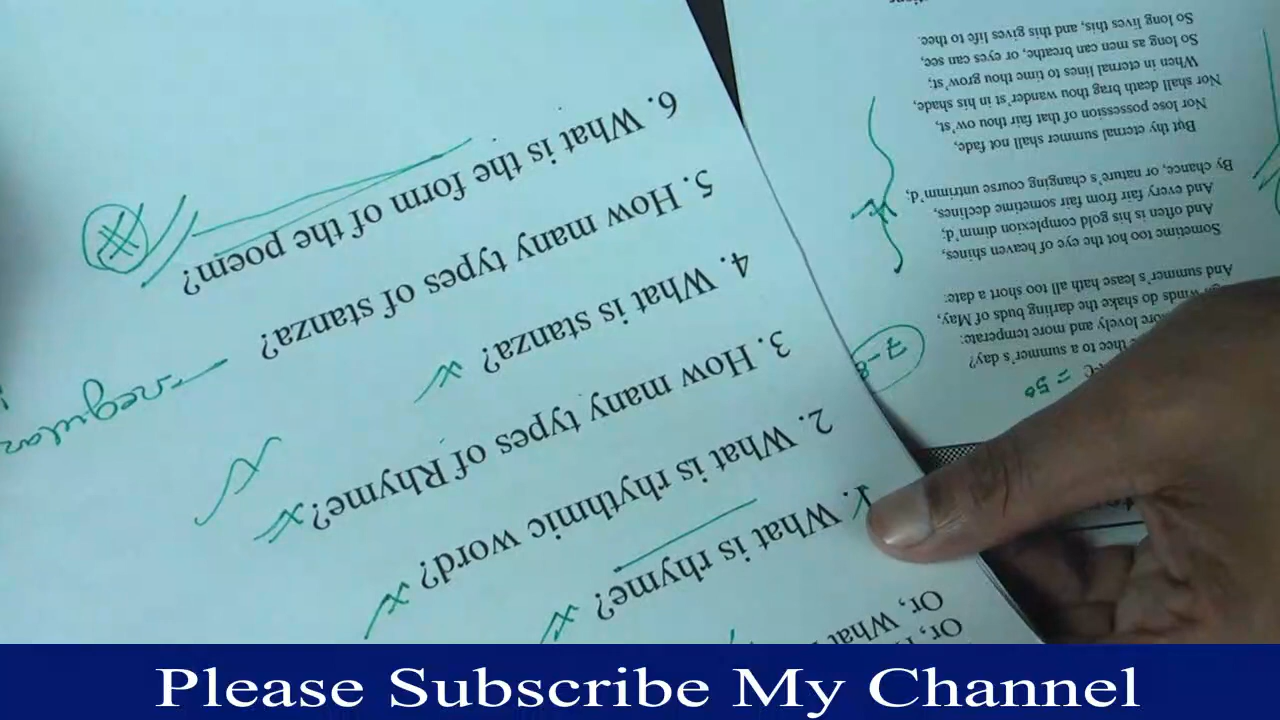 Or, What
Or,
1. What is rhyme?
2. What is rhythmic word?
3. How many types of Rhyme?
4. What is stanza?
5. How many types of stanza?
6. What is the form of the poem?
= 50
7-8
thee to a summer's day?
more lovely and more temperate:
winds do shake the darling buds of May,
And summer's lease hath all too short a date:
Sometime too hot the eye of heaven shines,
And often is his gold complexion dimm'd;
And every fair from fair sometime declines,
By chance, or nature's changing course untrimm'd;
But thy eternal summer shall not fade,
Nor lose possession of that fair thou ow'st,
Nor shall death brag thou wander'st in his shade,
When in eternal lines to time thou grow'st;
So long as men can breathe, or eyes can see,
So long lives this, and this gives life to thee.
Please Subscribe My Channel